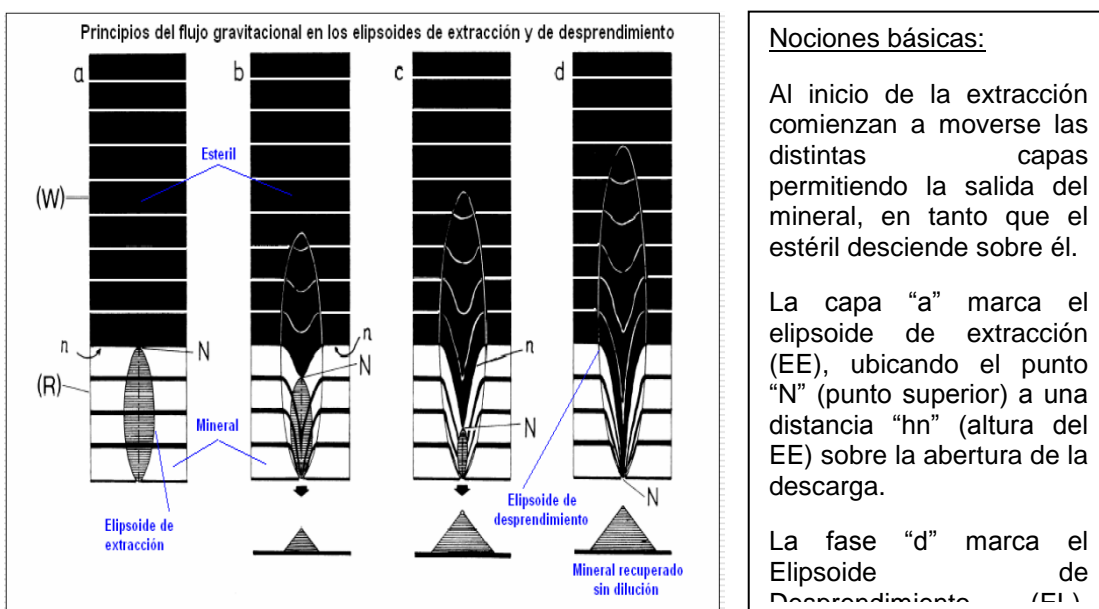 Principios del flujo gravitacional en los elipsoides de extracción y de desprendimiento
a
b
c
d
Esteril
(W)
n
N
n
N
n
N
(R)
Mineral
Elipsoide de
extracción
Elipsoide de
desprendimiento
N
Mineral recuperado
sin dilución
Nociones básicas:
Al inicio de la extracción
comienzan a moverse las
distintas capas
permitiendo la salida del
mineral, en tanto que el
estéril desciende sobre él.
La capa “a” marca el
elipsoide de extracción
(EE), ubicando el punto
“N” (punto superior) a una
distancia “hn” (altura del
EE) sobre la abertura de la
descarga.
La fase “d” marca el
Elipsoide de
Desprendimiento (EL),